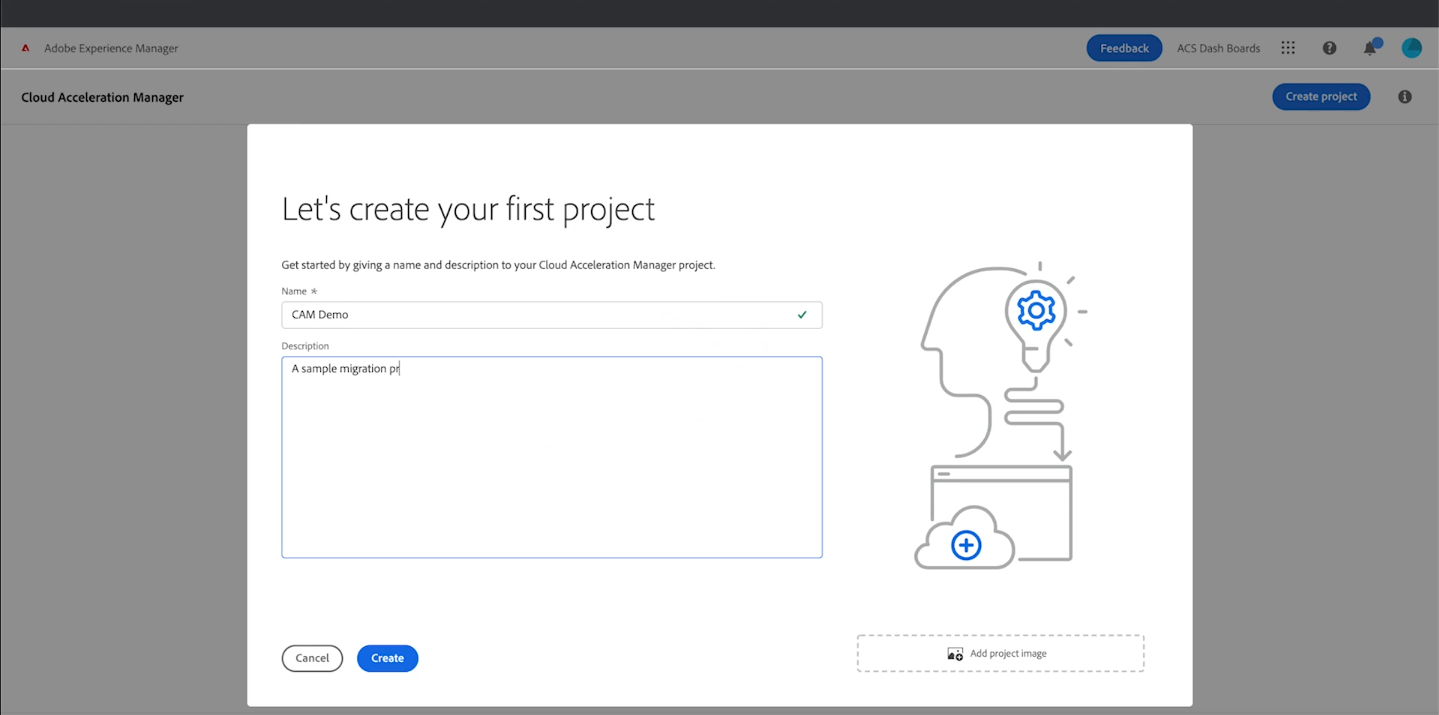 Adobe Experience Manager
Feedback
ACS Dash Boards
Cloud Acceleration Manager
Create project
Let's create your first project
Get started by giving a name and description to your Cloud Acceleration Manager project.
Name *
CAM Demo
Description
A sample migration pr
Cancel
Create
Add project image